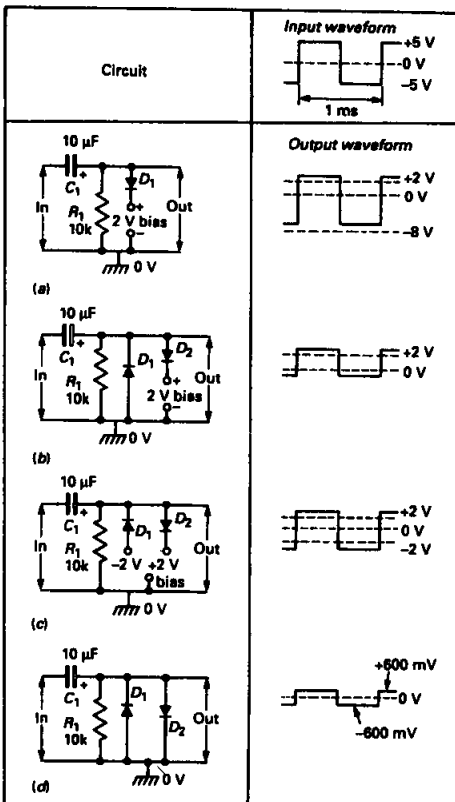 Circuit
Input waveform
+5 V
0 V
−5 V
1 ms
Output waveform
10 µF
C1 +
D1
In
R1
10k
+
2 V bias
−
Out
0 V
(a)
+2 V
0 V
−8 V
10 µF
C1 +
D1
D2
In
R1
10k
+
2 V bias
−
Out
0 V
(b)
+2 V
0 V
10 µF
C1 +
D1
D2
In
R1
10k
−2 V
+2 V
bias
Out
0 V
(c)
+2 V
0 V
−2 V
10 µF
C1 +
D1
In
R1
10k
D2
Out
0 V
(d)
+600 mV
0 V
−600 mV